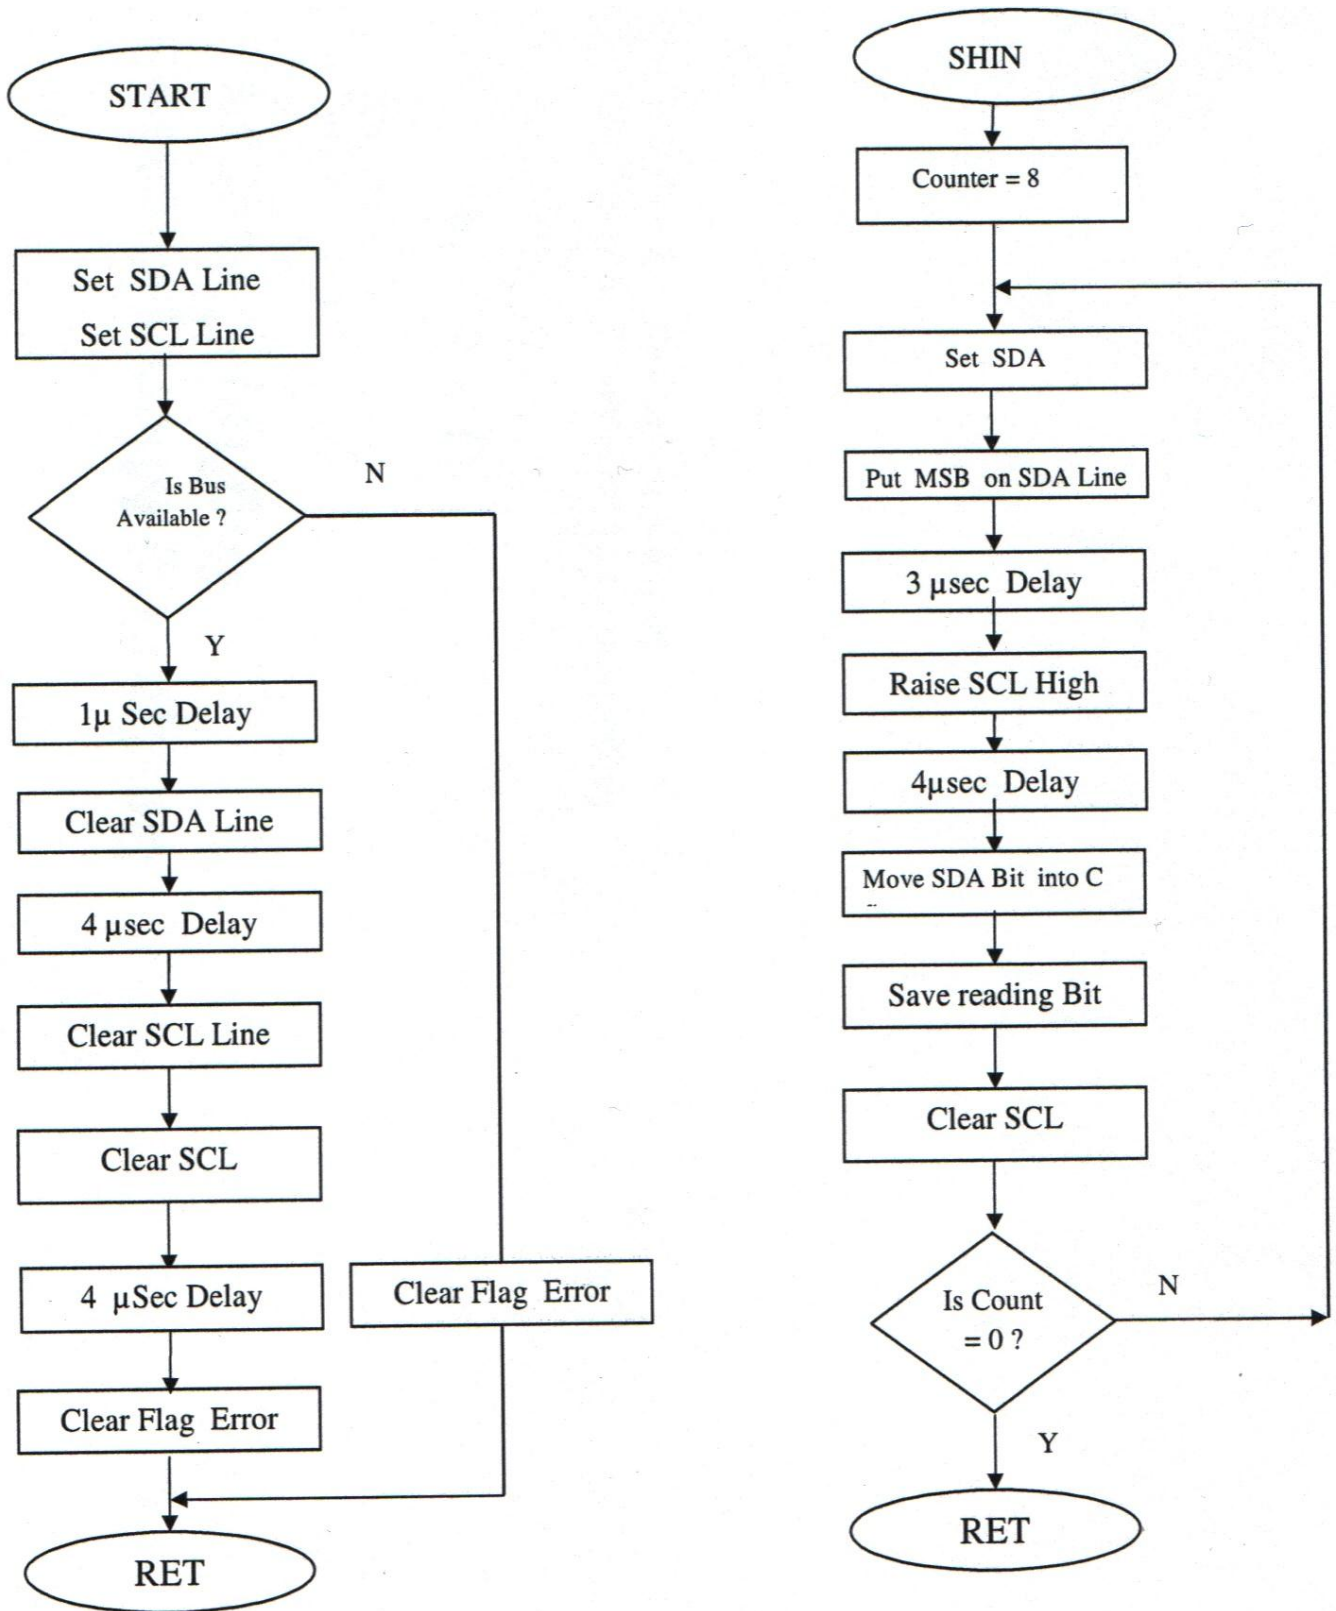 START
Set SDA Line
Set SCL Line
Is Bus
Available ?
N
Y
1μ Sec Delay
Clear SDA Line
4 μsec Delay
Clear SCL Line
Clear SCL
4 μSec Delay
Clear Flag Error
Clear Flag Error
RET
SHIN
Counter = 8
Set SDA
Put MSB on SDA Line
3 μsec Delay
Raise SCL High
4μsec Delay
Move SDA Bit into C
Save reading Bit
Clear SCL
Is Count
= 0 ?
N
Y
RET